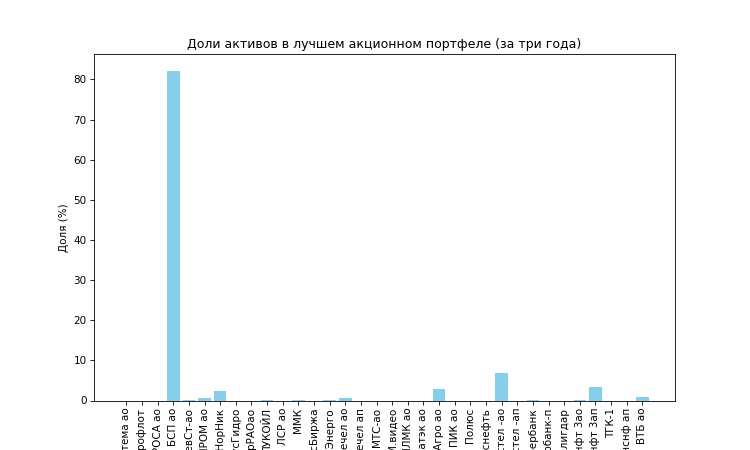 Доли активов в лучшем акционном портфеле (за три года)
Доля (%)
80
70
60
50
40
30
20
10
0
тема ао
рофлот
РОСА ао
БСП ао
евСт-ао
ПРОМ ао
НорНик
сГидро
рРАОао
ЛУКОЙЛ
ЛСР ао
ММК
сБиржа
Энерго
ечел ао
ечел ап
МТС-ао
М.видео
ЛМК ао
атэк ао
Агро ао
ПИК ао
Полюс
снефть
стел -ао
стел -ап
ербанк
рбанк-п
лигдар
нфт 3ао
нфт 3ап
ТГК-1
нснф ап
ВТБ ао